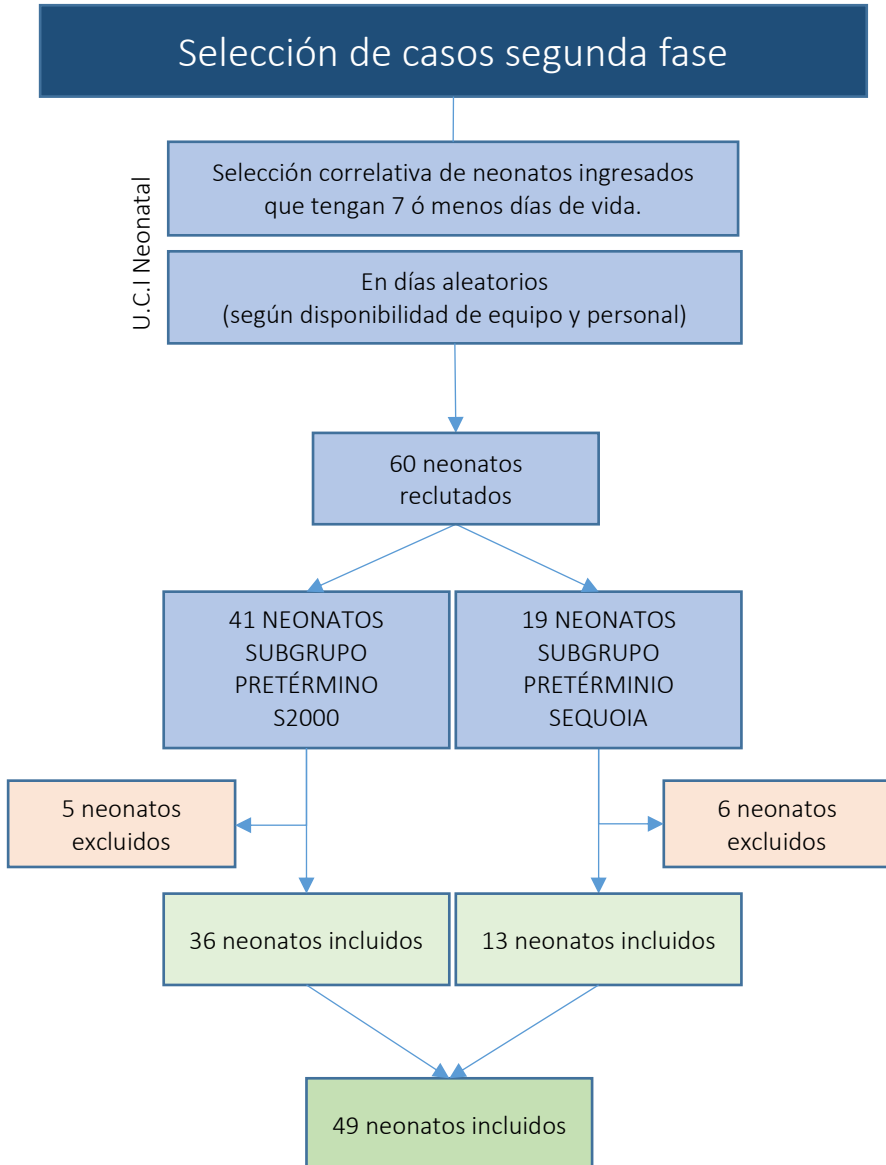 Selección de casos segunda fase
U.C.I Neonatal
Selección correlativa de neonatos ingresados
que tengan 7 ó menos días de vida.
En días aleatorios
(según disponibilidad de equipo y personal)
60 neonatos
reclutados
41 NEONATOS
SUBGRUPO
PRETÉRMINO
S2000
19 NEONATOS
SUBGRUPO
PRETÉRMINIO
SEQUOIA
5 neonatos
excluidos
6 neonatos
excluidos
36 neonatos incluidos
13 neonatos incluidos
49 neonatos incluidos